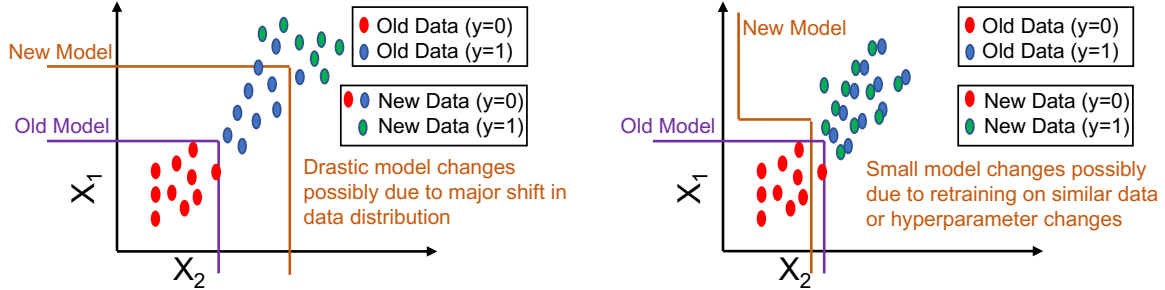 New Model
Old Model
X1
X2
Old Data (y=0)
Old Data (y=1)
New Data (y=0)
New Data (y=1)
Drastic model changes
possibly due to major shift in
data distribution
New Model
Old Model
X1
X2
Old Data (y=0)
Old Data (y=1)
New Data (y=0)
New Data (y=1)
Small model changes possibly
due to retraining on similar data
or hyperparameter changes